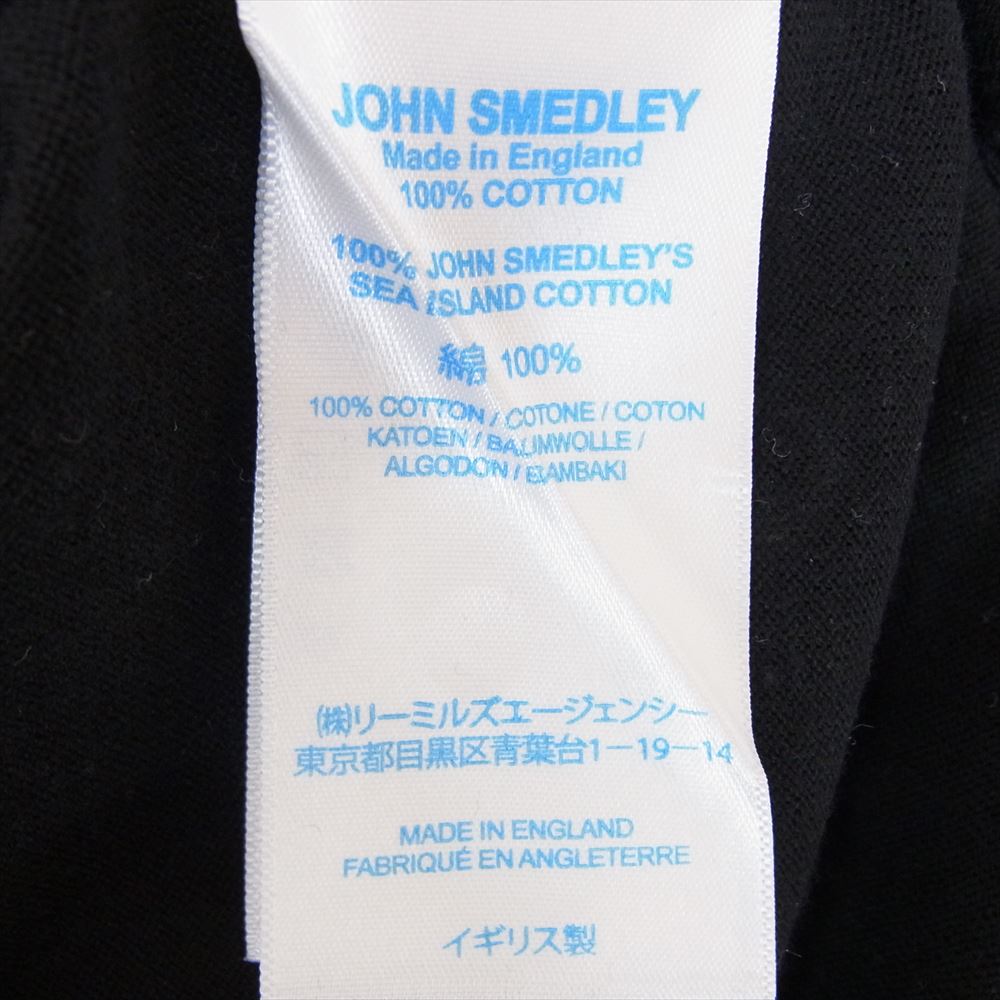 JOHN SMEDLEY
Made in England
100% COTTON
100% JOHN SMEDLEY'S
SEA ISLAND COTTON
綿 100%
100% COTTON / COTONE / COTON
KATOEN / BAUMWOLLE /
ALGODON / BAMBAKI
(株)リーミルズエージェンシー
東京都目黒区青葉台1-19-14
MADE IN ENGLAND
FABRIQUÉ EN ANGLETERRE
イギリス製